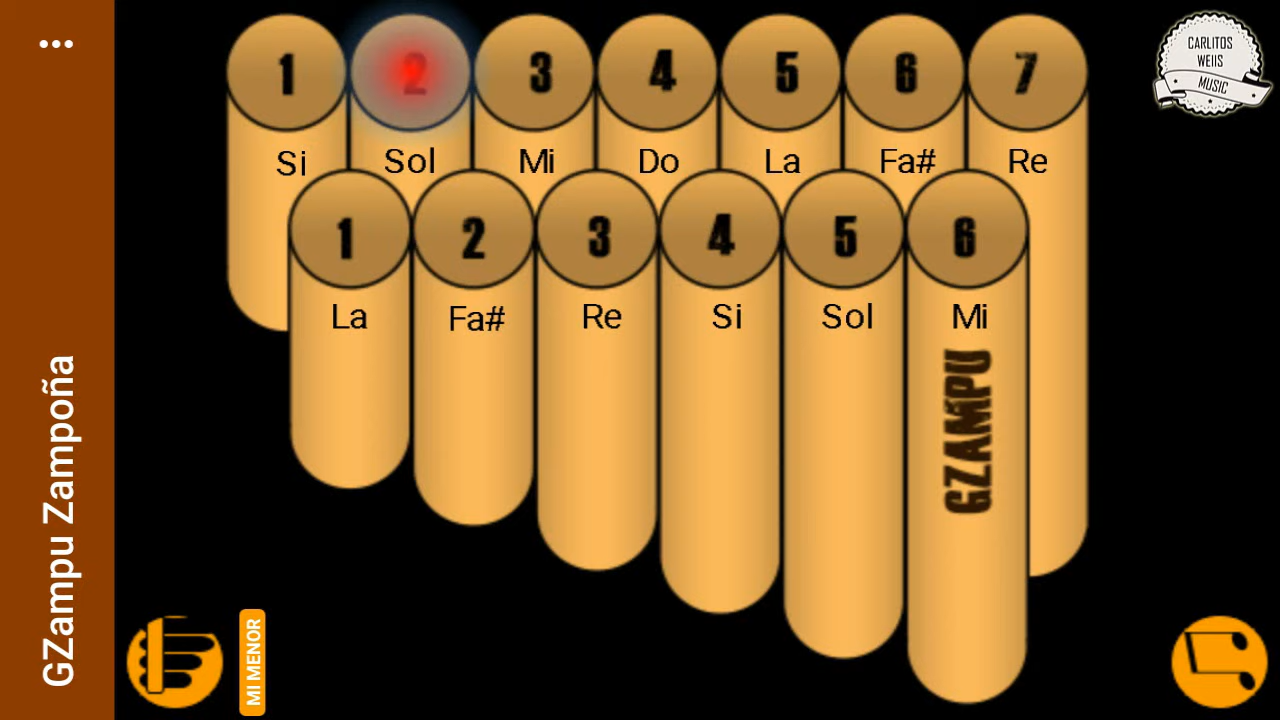 GZampu Zampoña
1 2 3 4 5 6 7
Si Sol Mi Do La Fa# Re
1 2 3 4 5 6
La Fa# Re Si Sol Mi
GZAMPU
MI MENOR
CARLITOS
WEIIS
MUSIC